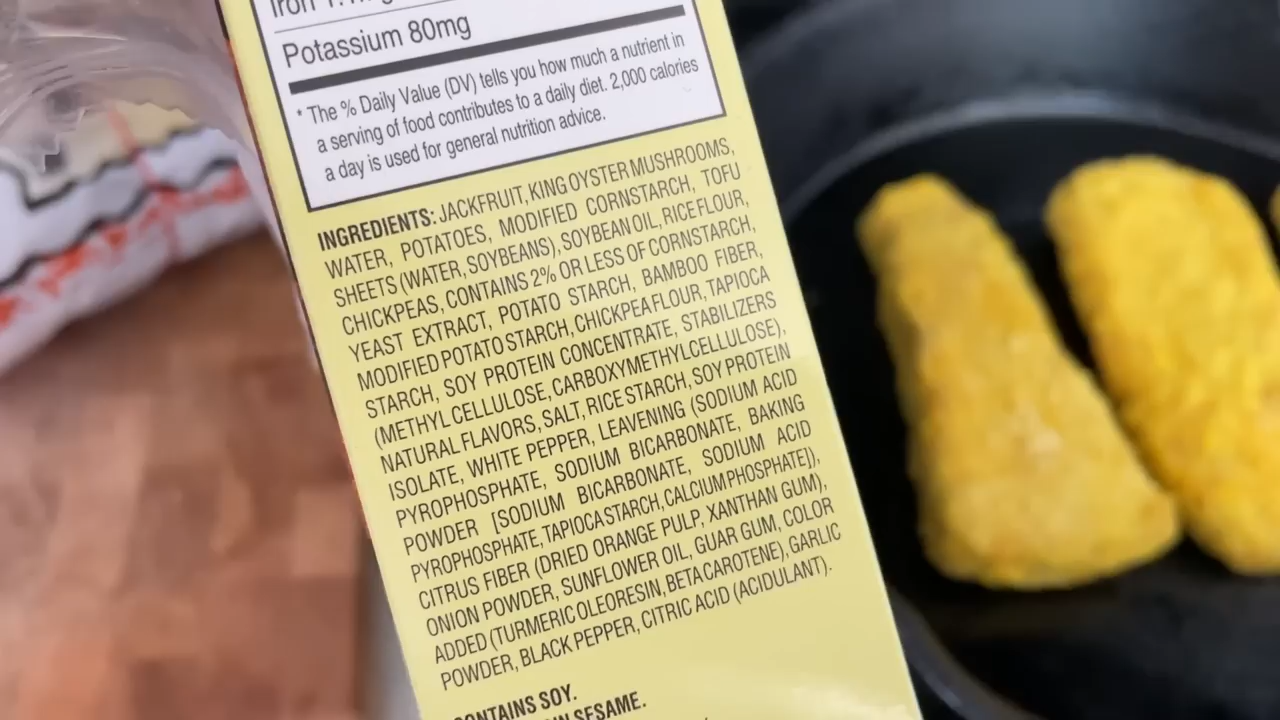 Potassium 80mg
* The % Daily Value (DV) tells you how much a nutrient in
a serving of food contributes to a daily diet. 2,000 calories
a day is used for general nutrition advice.
INGREDIENTS: JACKFRUIT, KING OYSTER MUSHROOMS,
WATER, POTATOES, MODIFIED CORNSTARCH, TOFU
SHEETS (WATER, SOYBEANS), SOYBEAN OIL, RICE FLOUR,
CHICKPEAS, CONTAINS 2% OR LESS OF CORNSTARCH,
YEAST EXTRACT, POTATO STARCH, BAMBOO FIBER,
MODIFIED POTATO STARCH, CHICKPEA FLOUR, TAPIOCA
STARCH, SOY PROTEIN CONCENTRATE, STABILIZERS
(METHYL CELLULOSE, CARBOXYMETHYLCELLULOSE),
NATURAL FLAVORS, SALT, RICE STARCH, SOY PROTEIN
ISOLATE, WHITE PEPPER, LEAVENING (SODIUM ACID
PYROPHOSPHATE, SODIUM BICARBONATE, BAKING
POWDER [SODIUM BICARBONATE, SODIUM ACID
PYROPHOSPHATE, TAPIOCA STARCH, CALCIUM PHOSPHATE]),
CITRUS FIBER (DRIED ORANGE PULP, XANTHAN GUM),
ONION POWDER, SUNFLOWER OIL, GUAR GUM, COLOR
ADDED (TURMERIC OLEORESIN, BETA CAROTENE), GARLIC
POWDER, BLACK PEPPER, CITRIC ACID (ACIDULANT).
CONTAINS SOY.
SESAME.